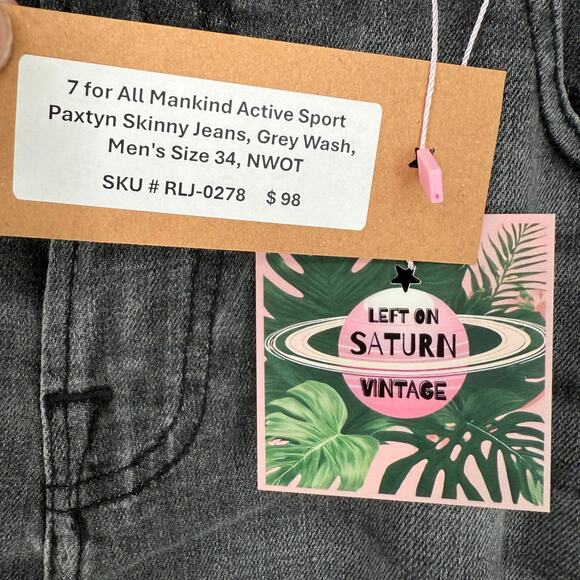 7 for All Mankind Active Sport
Paxtyn Skinny Jeans, Grey Wash,
Men's Size 34, NWOT
SKU # RLJ-0278 $ 98
LEFT ON
SATURN
VINTAGE